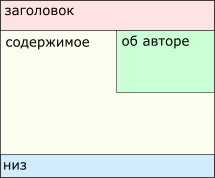 заголовок
содержимое
об авторе
низ